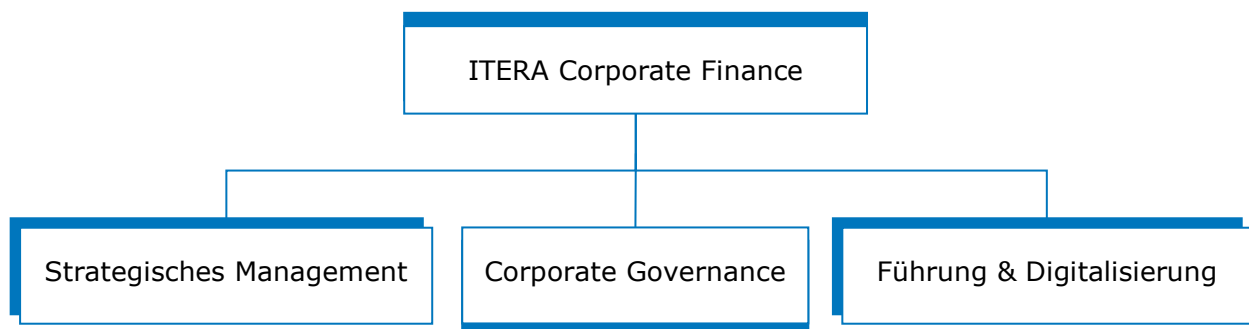 ITERA Corporate Finance
Strategisches Management
Corporate Governance
Führung & Digitalisierung